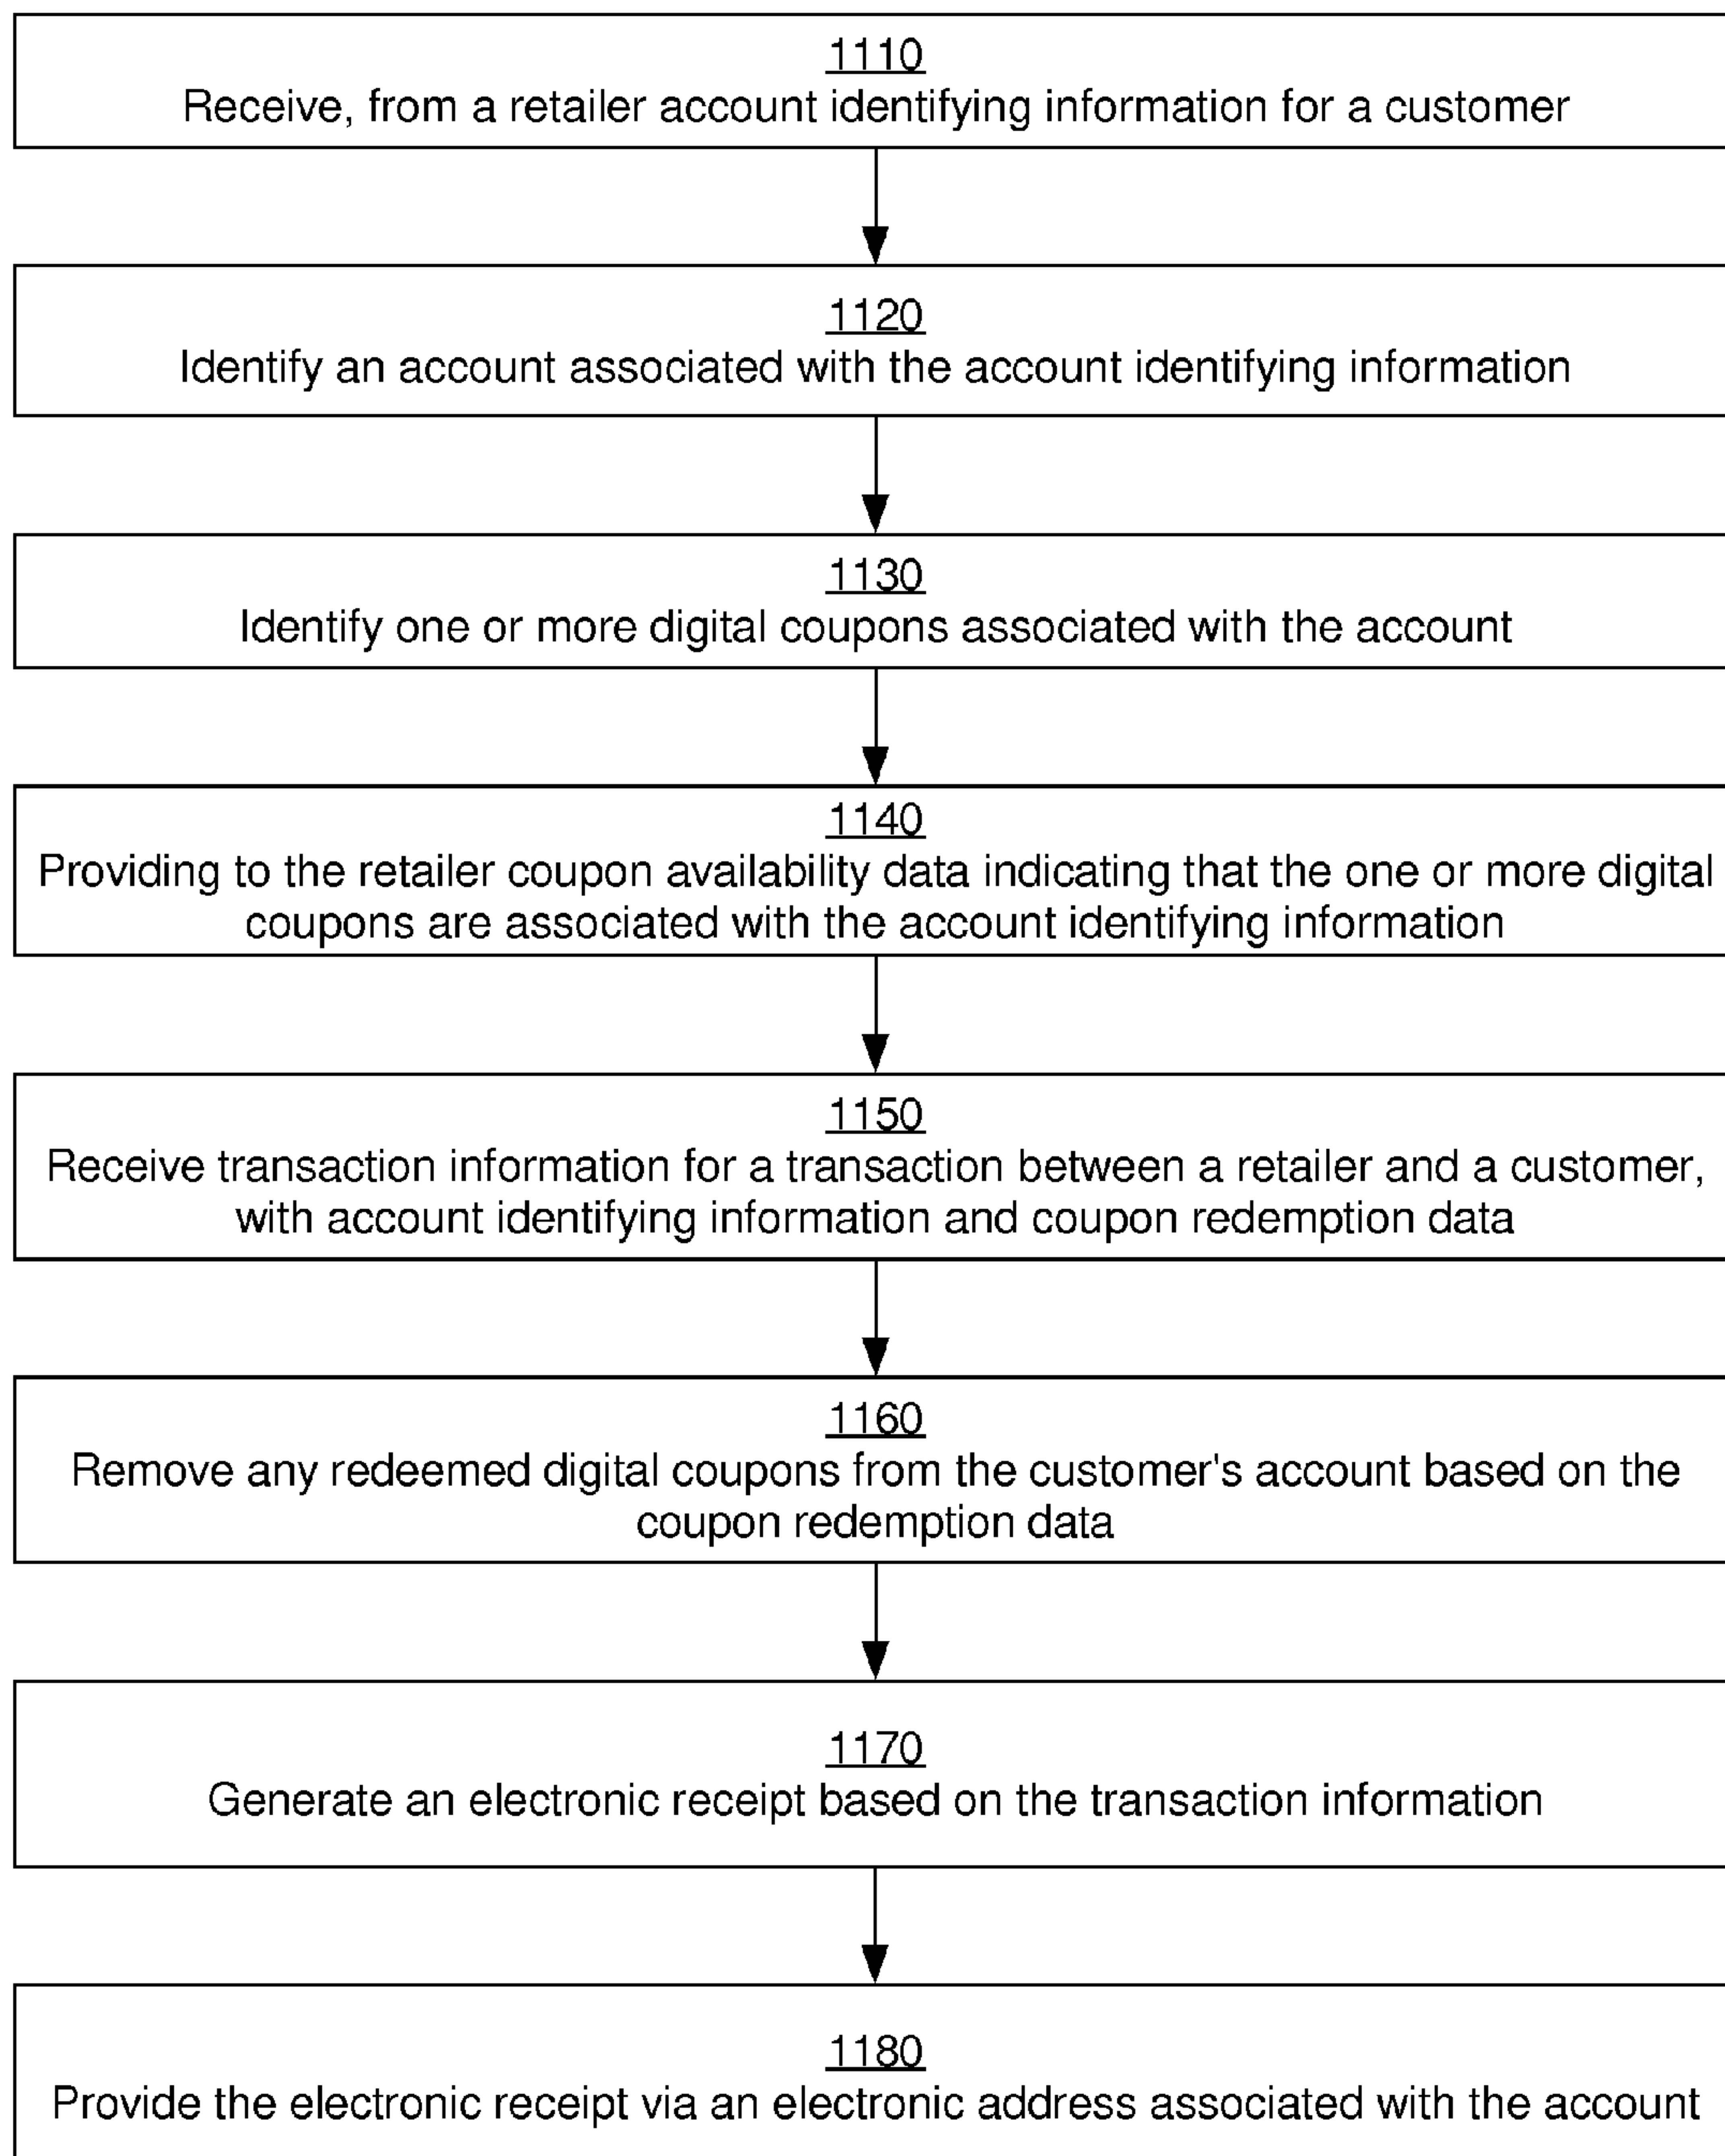 1110
Receive, from a retailer account identifying information for a customer
1120
Identify an account associated with the account identifying information
1130
Identify one or more digital coupons associated with the account
1140
Providing to the retailer coupon availability data indicating that the one or more digital
coupons are associated with the account identifying information
1150
Receive transaction information for a transaction between a retailer and a customer,
with account identifying information and coupon redemption data
1160
Remove any redeemed digital coupons from the customer's account based on the
coupon redemption data
1170
Generate an electronic receipt based on the transaction information
1180
Provide the electronic receipt via an electronic address associated with the account